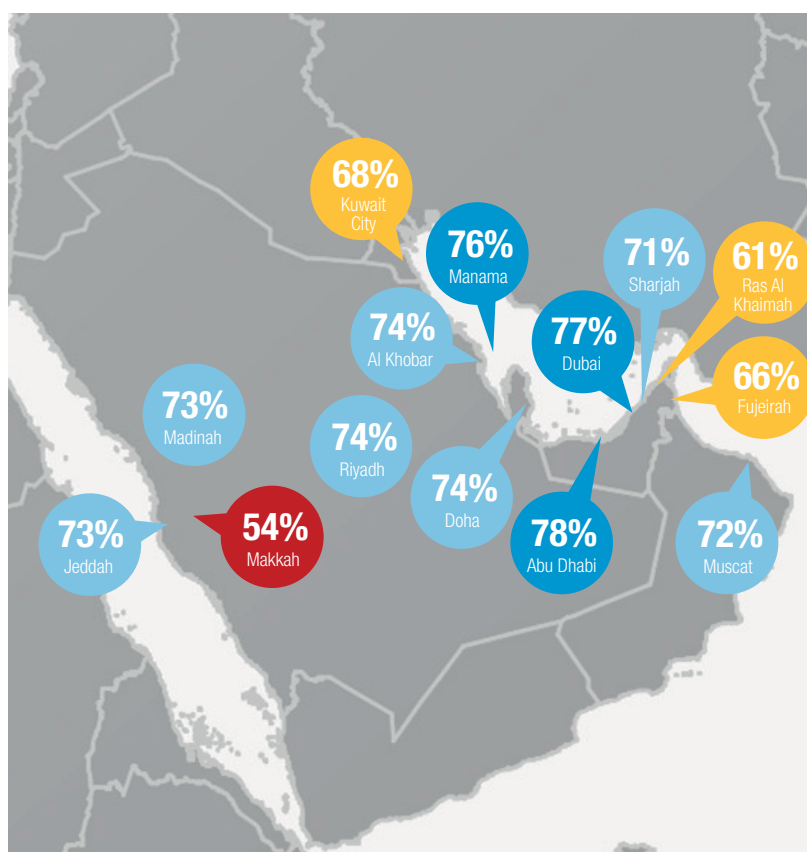 68%
Kuwait
City
76%
Manama
71%
Sharjah
61%
Ras Al
Khaimah
74%
Al Khobar
77%
Dubai
66%
Fujeirah
73%
Madinah
74%
Riyadh
74%
Doha
73%
Jeddah
54%
Makkah
78%
Abu Dhabi
72%
Muscat